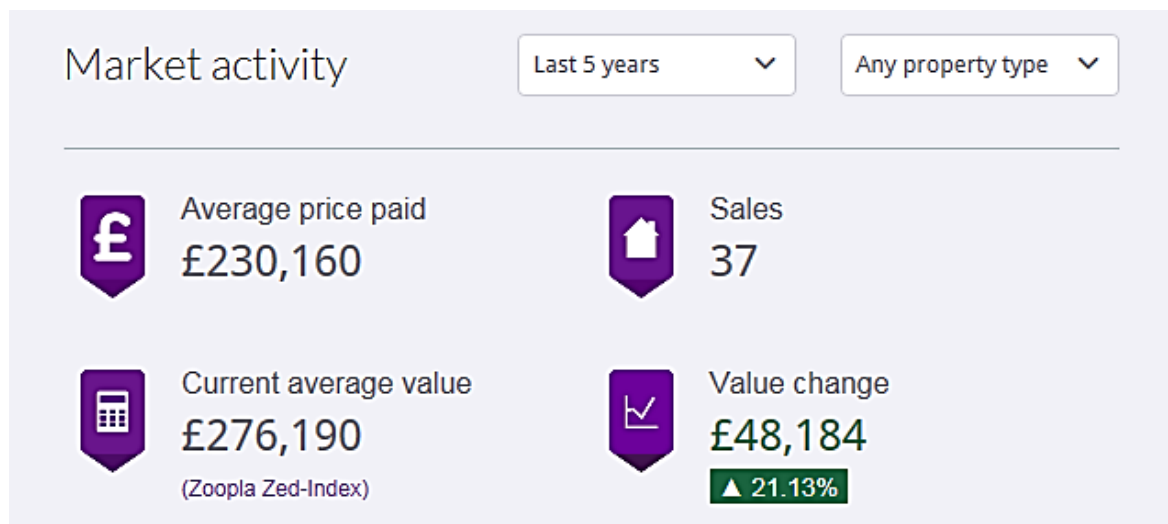 Market activity
Last 5 years
Any property type
£
Average price paid
£230,160
Sales
37
Current average value
£276,190
(Zoopla Zed-Index)
Value change
£48,184
▲ 21.13%